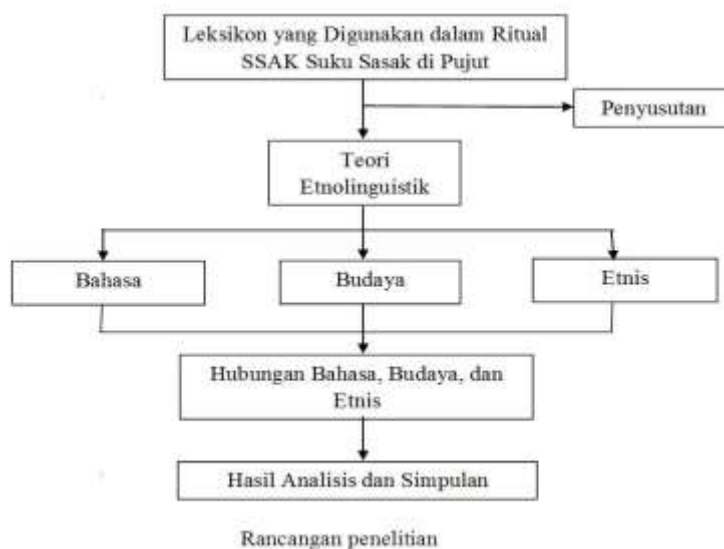 Leksikon yang Digunakan dalam Ritual
SSAK Suku Sasak di Pujut
Penyusutan
Teori
Etnolinguistik
Bahasa
Budaya
Etnis
Hubungan Bahasa, Budaya, dan
Etnis
Hasil Analisis dan Simpulan
Rancangan penelitian